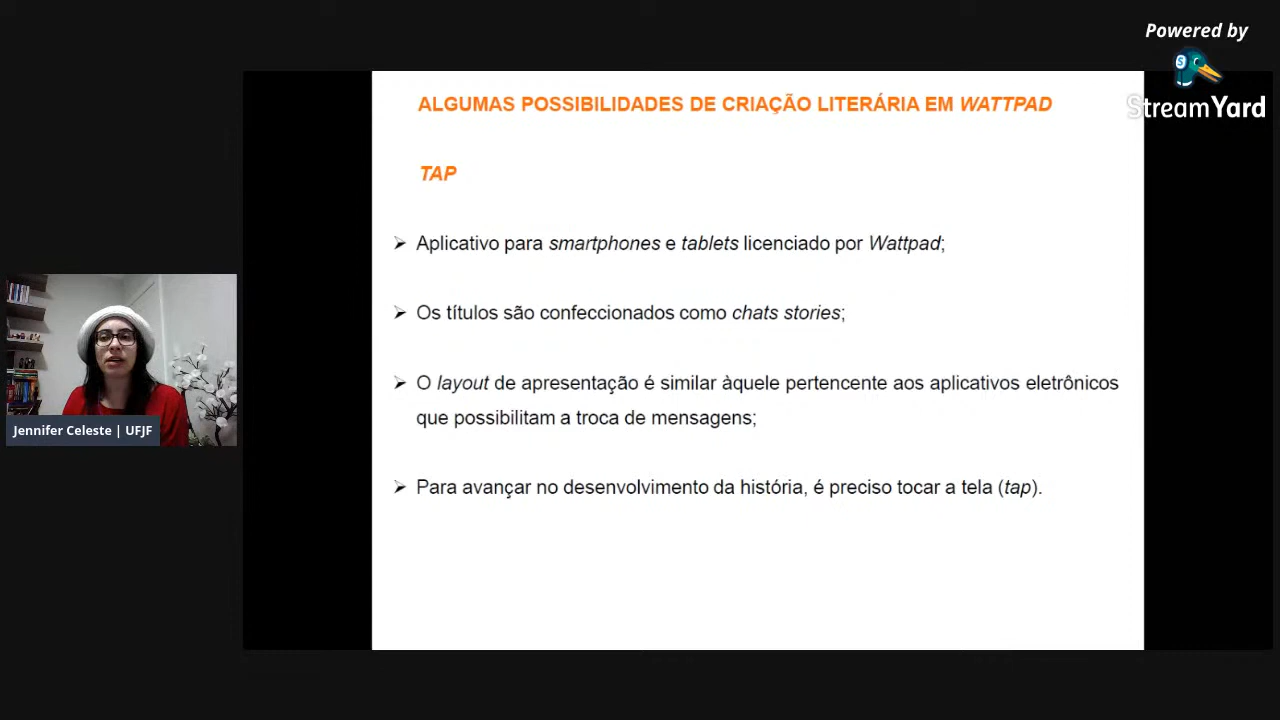 Powered by
StreamYard
ALGUMAS POSSIBILIDADES DE CRIAÇÃO LITERÁRIA EM WATTPAD
TAP
➢ Aplicativo para smartphones e tablets licenciado por Wattpad;
➢ Os títulos são confeccionados como chats stories;
➢ O layout de apresentação é similar àquele pertencente aos aplicativos eletrônicos
que possibilitam a troca de mensagens;
➢ Para avançar no desenvolvimento da história, é preciso tocar a tela (tap).
Jennifer Celeste | UFJF